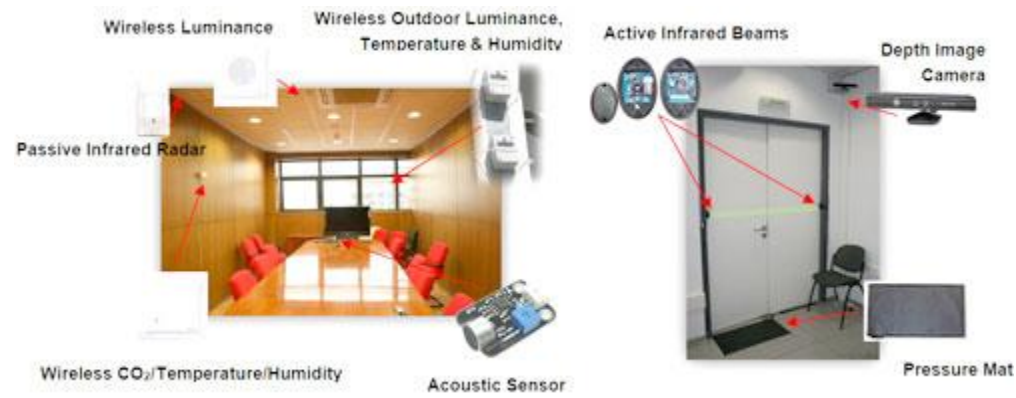 Wireless Luminance
Wireless Outdoor Luminance,
Temperature & Humidity
Passive Infrared Radar
Wireless CO₂/Temperature/Humidity
Acoustic Sensor
Active Infrared Beams
Depth Image
Camera
Pressure Mat